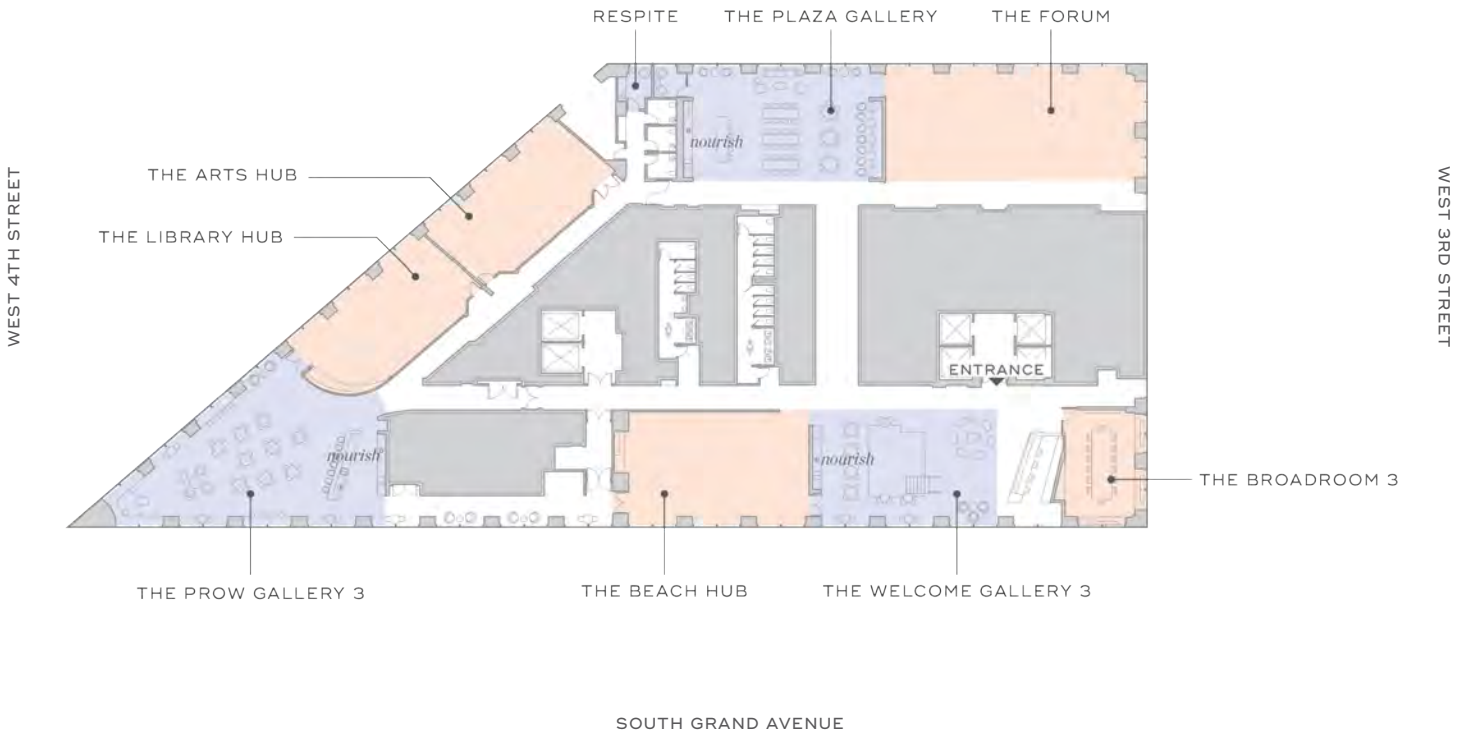 RESPITE
THE PLAZA GALLERY
THE FORUM
nourish
THE ARTS HUB
WEST 4TH STREET
WEST 3RD STREET
THE LIBRARY HUB
ENTRANCE
nourish
nourish
THE BROADROOM 3
THE PROW GALLERY 3
THE BEACH HUB
THE WELCOME GALLERY 3
SOUTH GRAND AVENUE